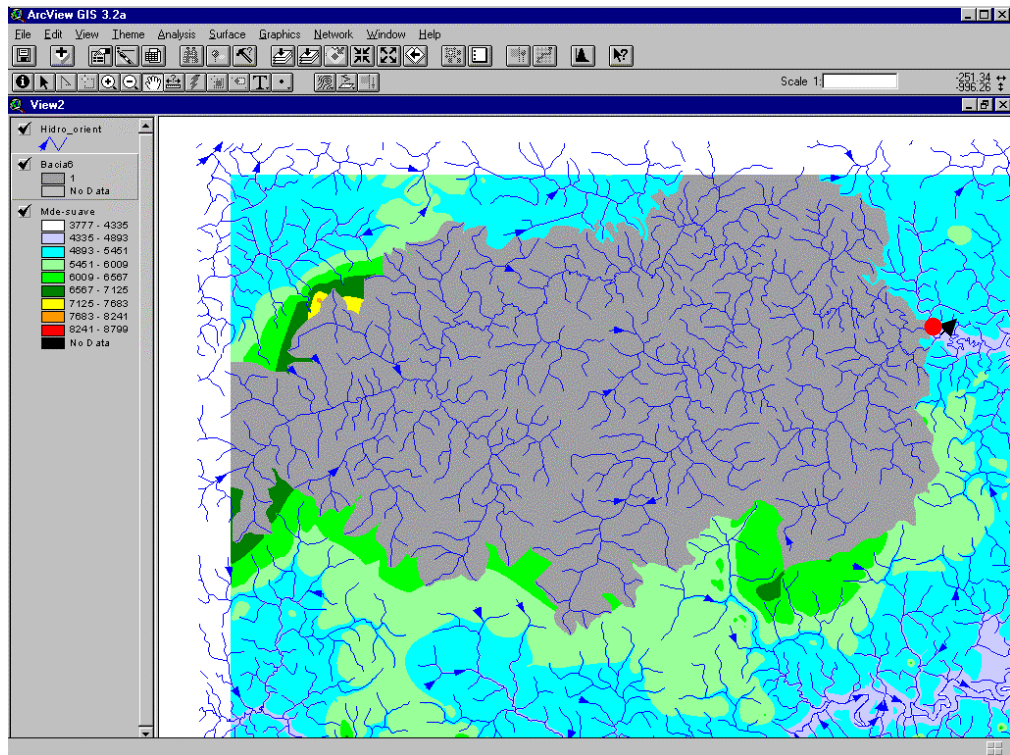 ArcView GIS 3.2a
File Edit View Theme Analysis Surface Graphics Network Window Help
T
Scale 1:
-251.34
-996.26
View2
Hidro_orient
Bacia6
1
No Data
Mde-suave
3777 - 4335
4335 - 4893
4893 - 5451
5451 - 6009
6009 - 6567
6567 - 7125
7125 - 7683
7683 - 8241
8241 - 8799
No Data